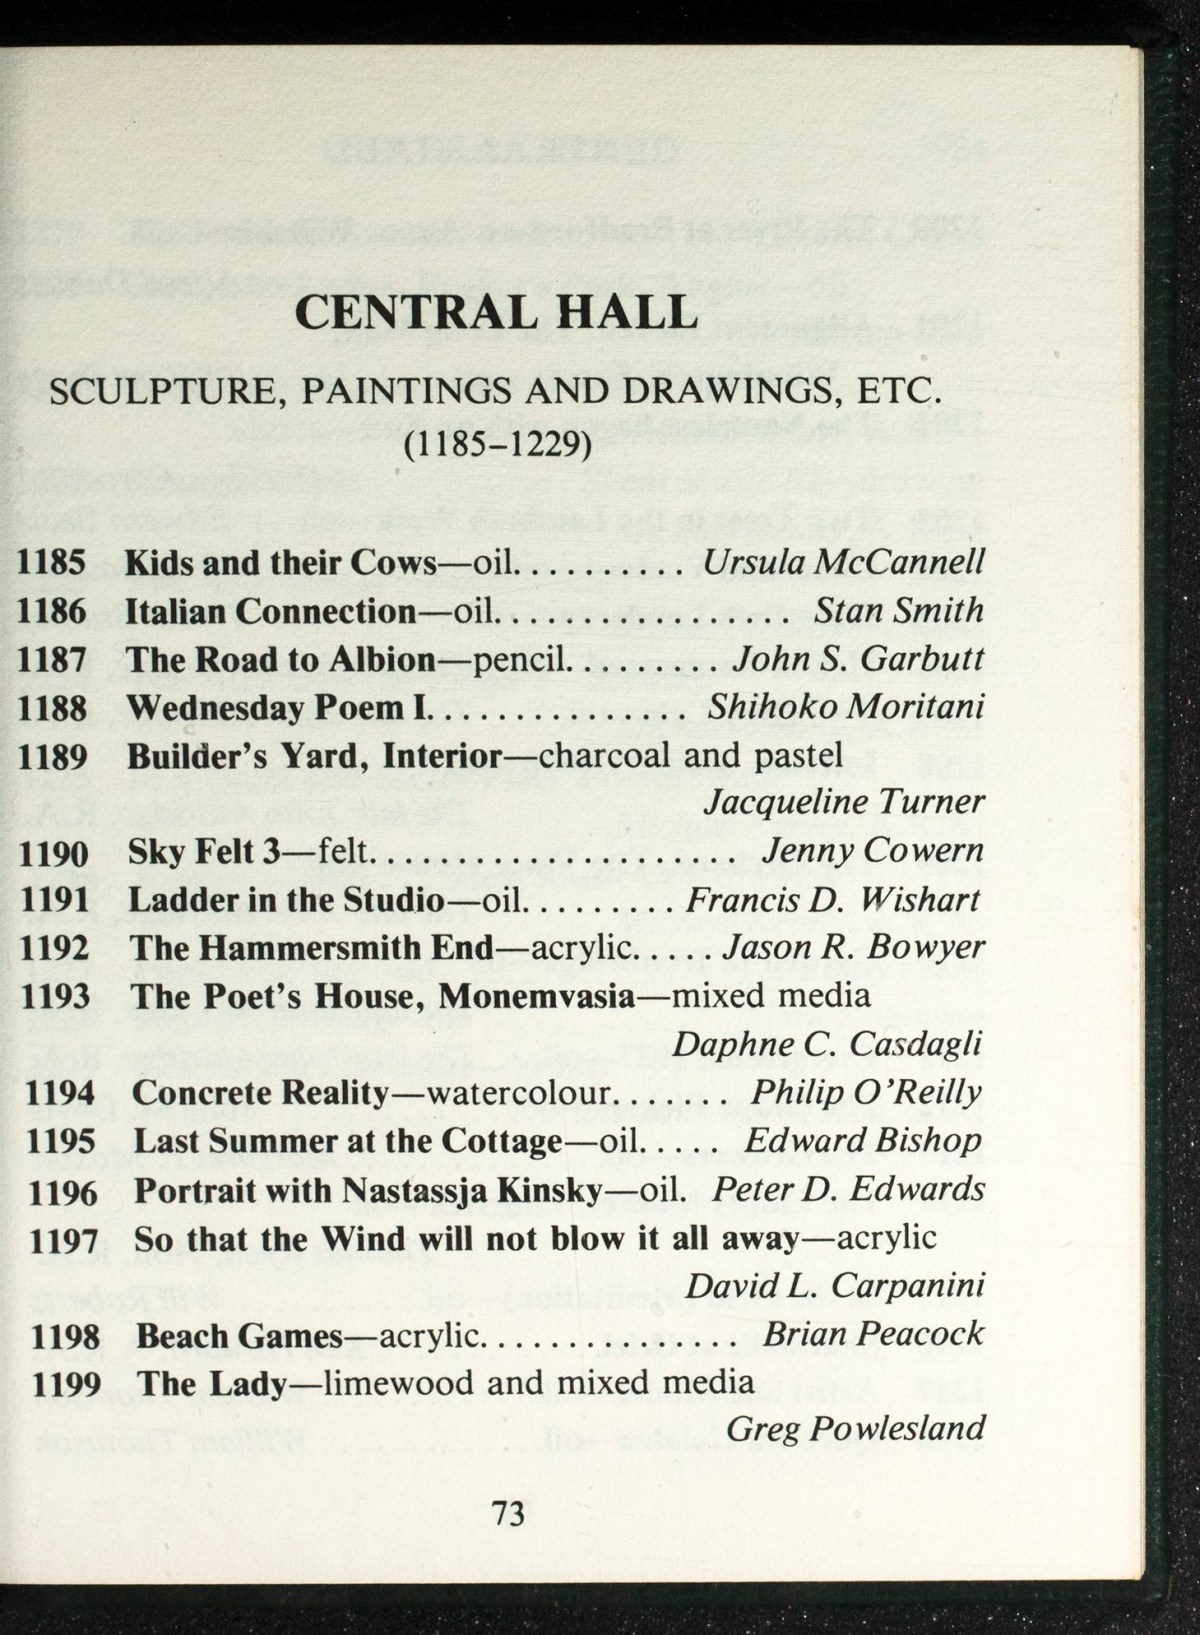 CENTRAL HALL
SCULPTURE, PAINTINGS AND DRAWINGS, ETC.
(1185–1229)
1185 Kids and their Cows—oil. . . . . . . . . . . Ursula McCannell
1186 Italian Connection—oil. . . . . . . . . . . . . . . . . . Stan Smith
1187 The Road to Albion—pencil. . . . . . . . . . John S. Garbutt
1188 Wednesday Poem I. . . . . . . . . . . . . . . . Shihoko Moritani
1189 Builder's Yard, Interior—charcoal and pastel
Jacqueline Turner
1190 Sky Felt 3—felt. . . . . . . . . . . . . . . . . . . . . . Jenny Cowern
1191 Ladder in the Studio—oil. . . . . . . . . . Francis D. Wishart
1192 The Hammersmith End—acrylic. . . . . Jason R. Bowyer
1193 The Poet's House, Monemvasia—mixed media
Daphne C. Casdagli
1194 Concrete Reality—watercolour. . . . . . . Philip O'Reilly
1195 Last Summer at the Cottage—oil. . . . . Edward Bishop
1196 Portrait with Nastassja Kinsky—oil. Peter D. Edwards
1197 So that the Wind will not blow it all away—acrylic
David L. Carpanini
1198 Beach Games—acrylic. . . . . . . . . . . . . . . . Brian Peacock
1199 The Lady—limewood and mixed media
Greg Powlesland
73